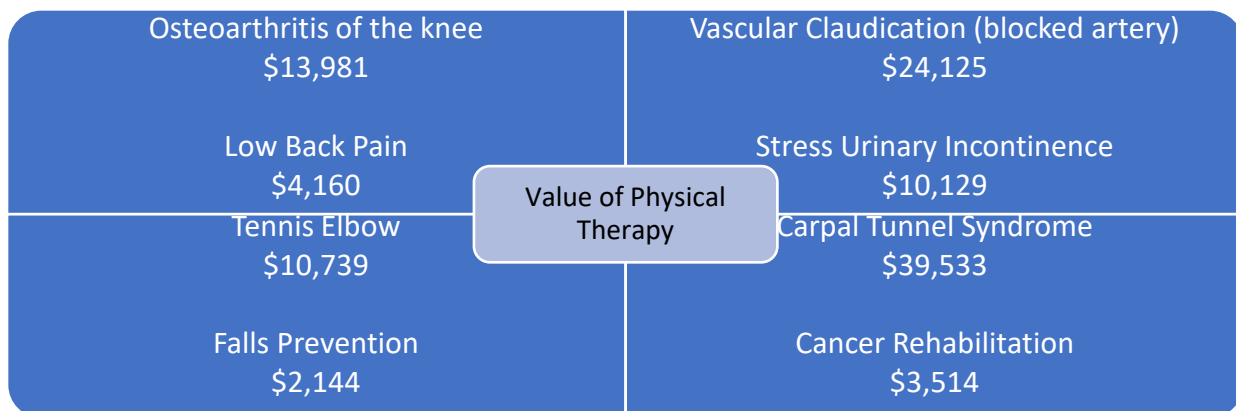 Osteoarthritis of the knee
$13,981
Low Back Pain
$4,160
Vascular Claudication (blocked artery)
$24,125
Stress Urinary Incontinence
$10,129
Value of Physical
Therapy
Tennis Elbow
$10,739
Falls Prevention
$2,144
Carpal Tunnel Syndrome
$39,533
Cancer Rehabilitation
$3,514